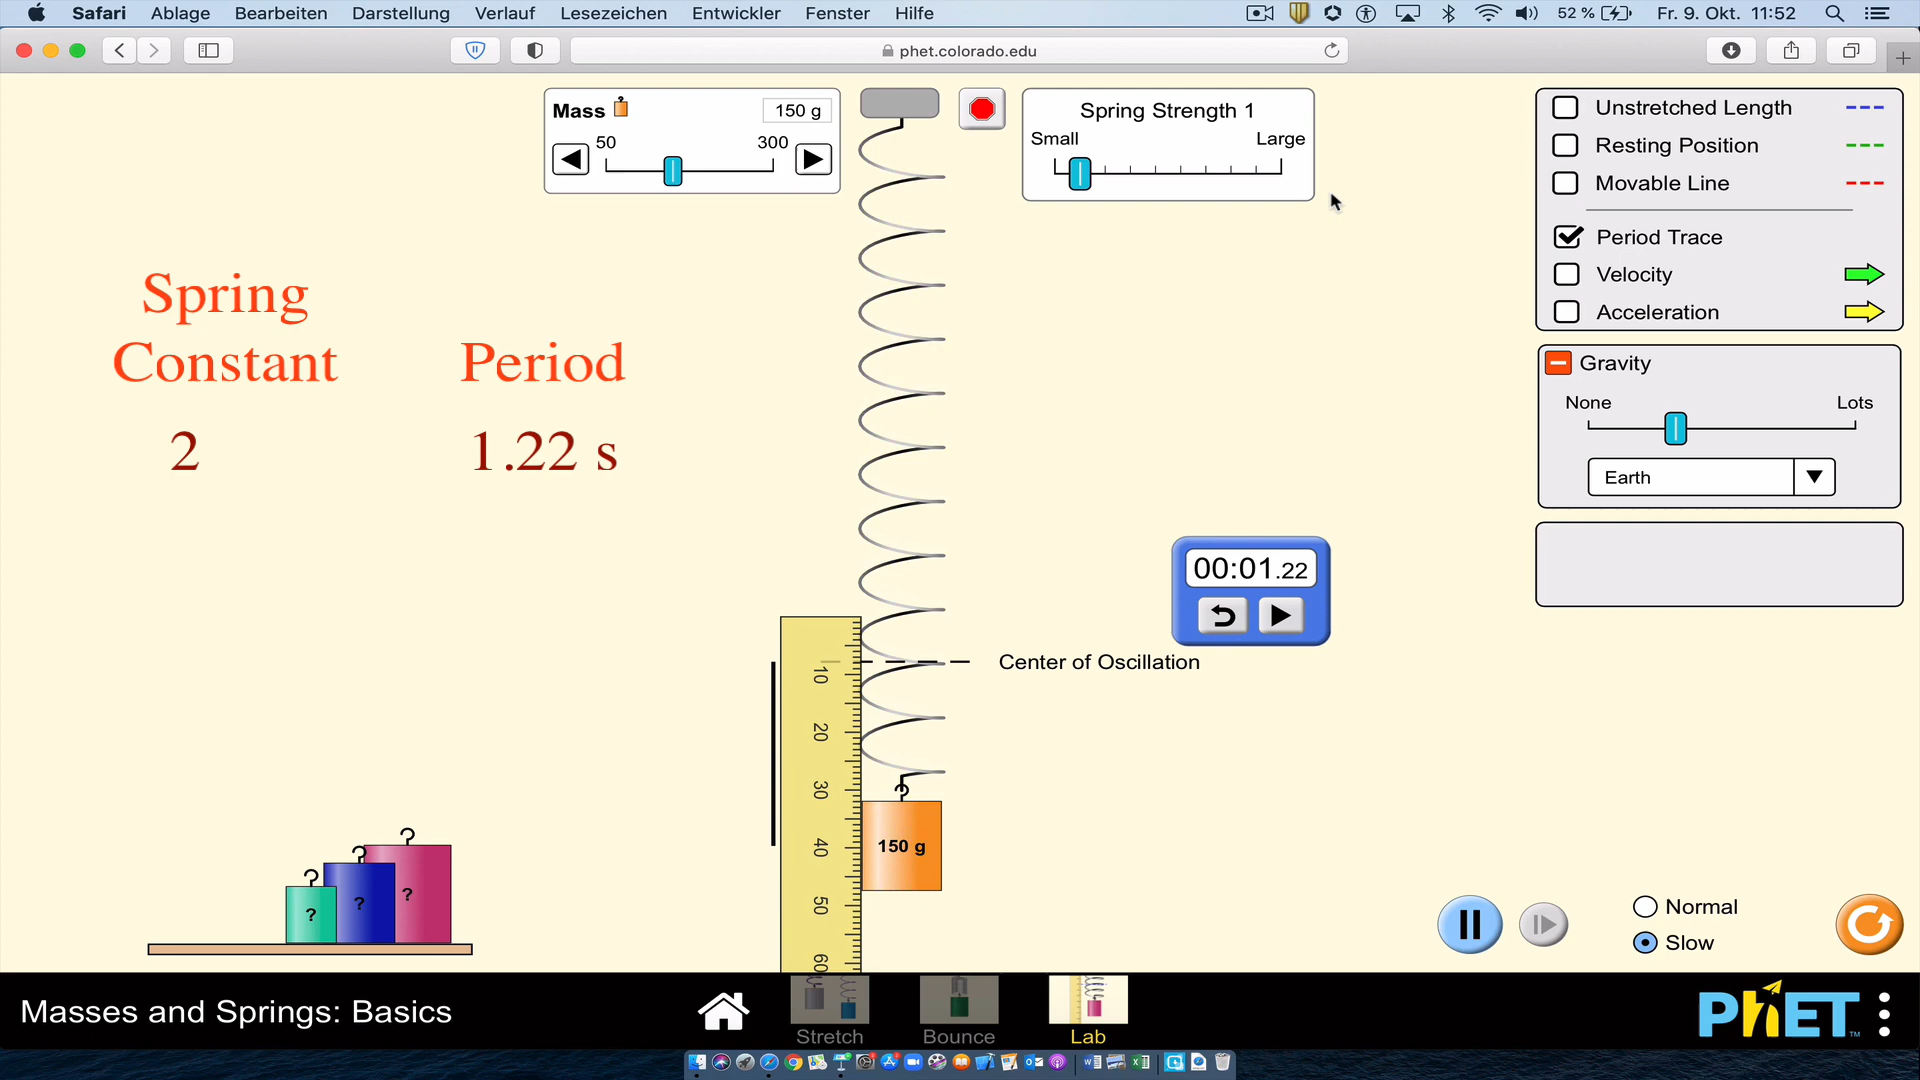 Safari Ablage Bearbeiten Darstellung Verlauf Lesezeichen Entwickler Fenster Hilfe 52 % Fr. 9. Okt. 11:52
phet.colorado.edu
Mass 150 g
50 300
Spring Strength 1
Small Large
Unstretched Length
Resting Position
Movable Line
Period Trace
Velocity
Acceleration
Gravity
None Lots
Earth
Spring
Constant Period
2 1.22 s
00:01.22
Center of Oscillation
10
20
30
40
50
60
150 g
? ? ?
Normal
Slow
Masses and Springs: Basics
Stretch Bounce Lab
PhET™